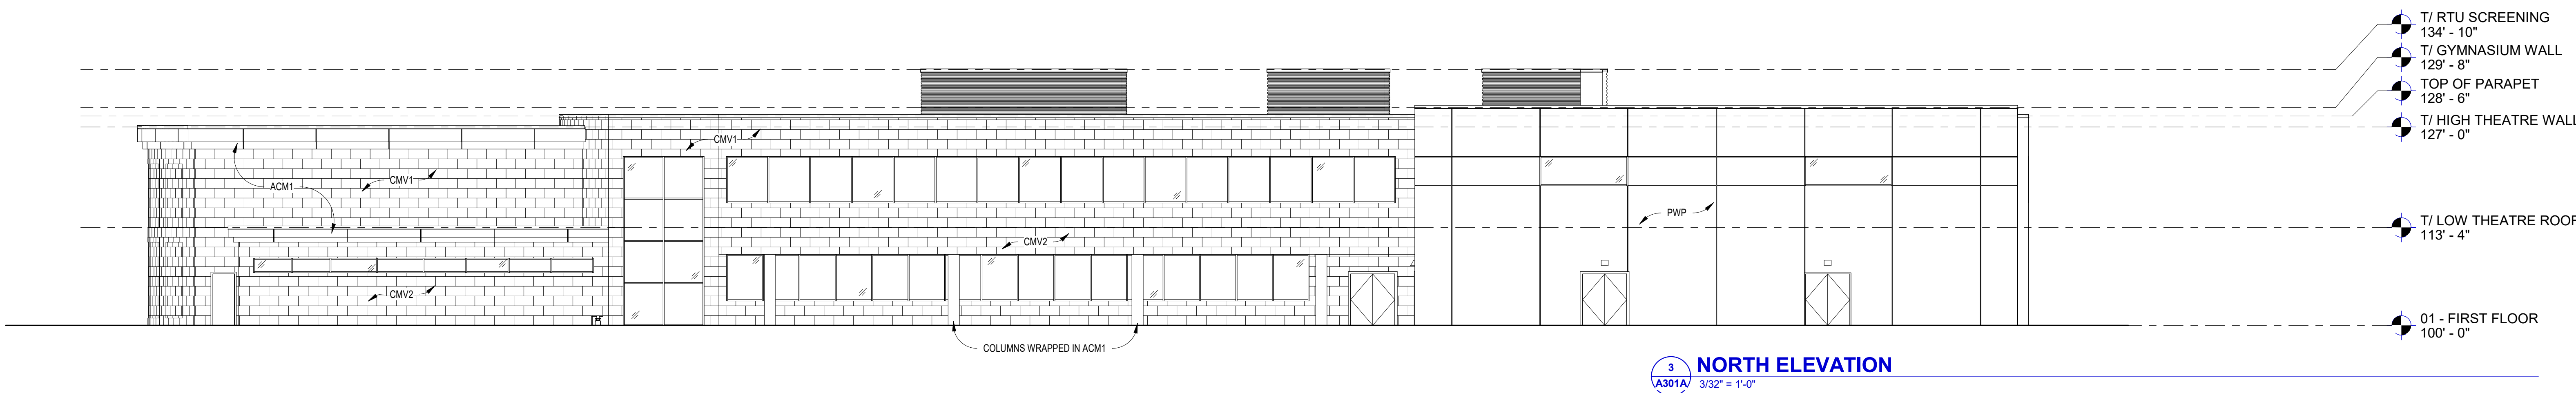 T/ RTU SCREENING
134' - 10"
T/ GYMNASIUM WALL
129' - 8"
TOP OF PARAPET
128' - 6"
T/ HIGH THEATRE WALL
127' - 0"
CMV1
CMV1
ACM1
PWP
T/ LOW THEATRE ROOF
113' - 4"
CMV2
CMV2
01 - FIRST FLOOR
100' - 0"
COLUMNS WRAPPED IN ACM1
3
A301A
NORTH ELEVATION
3/32" = 1'-0"